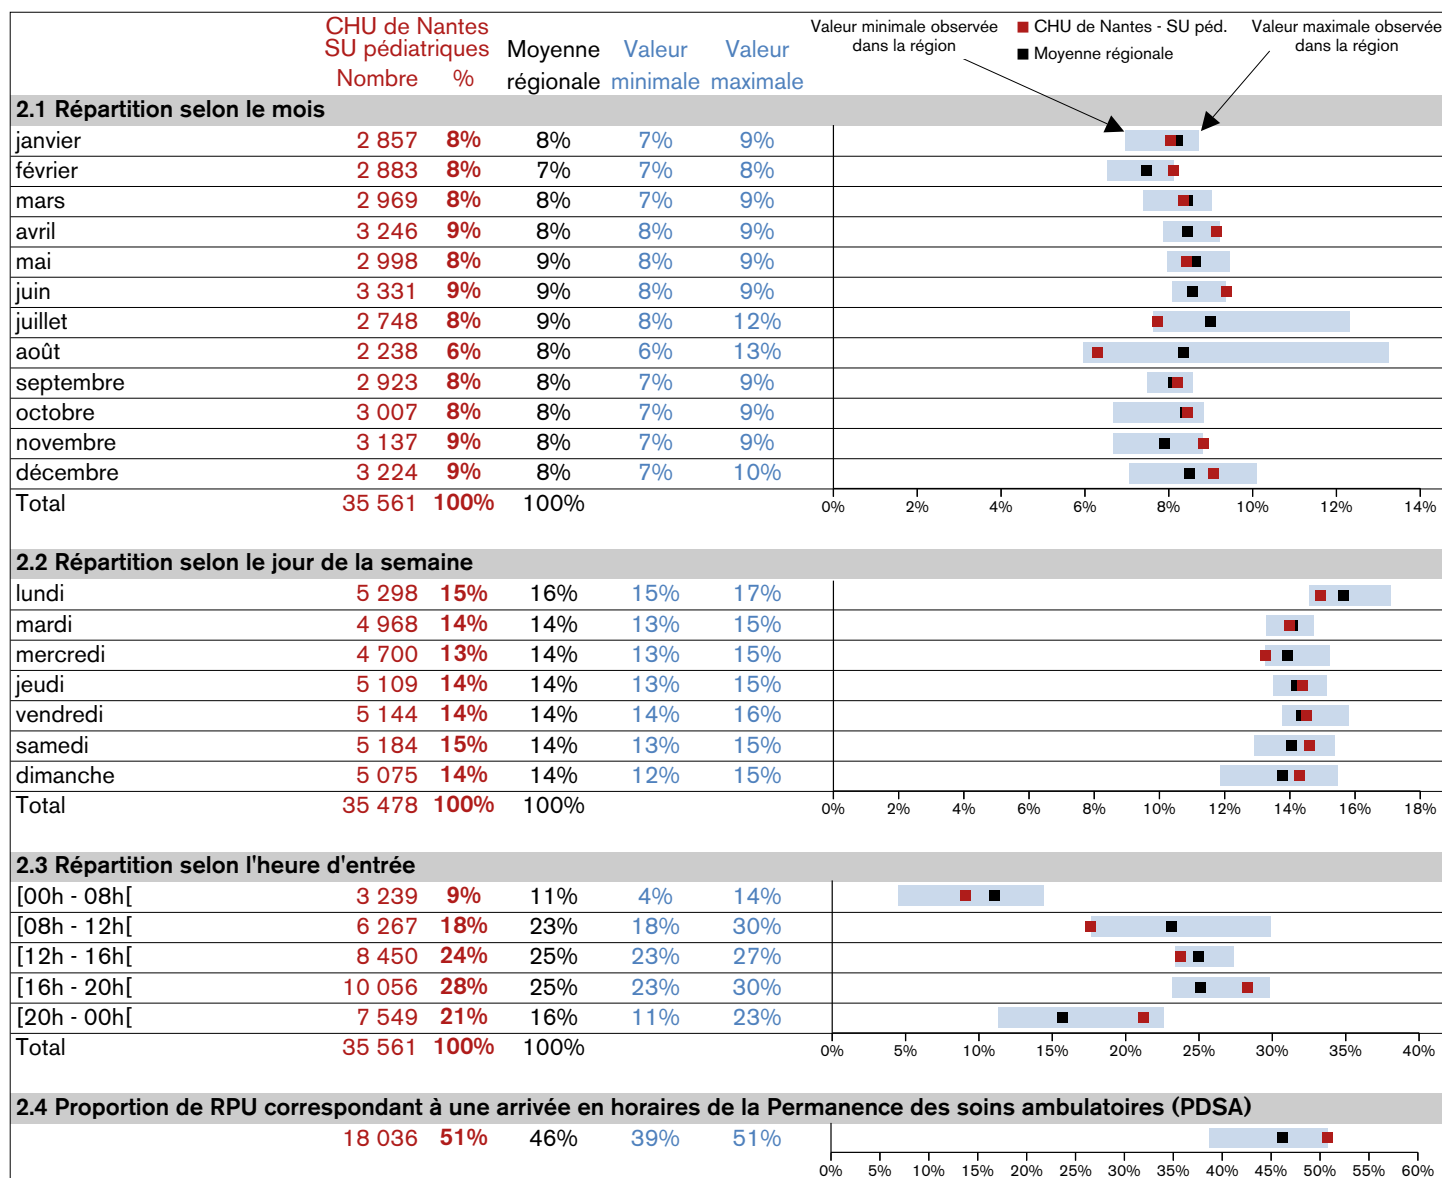 CHU de Nantes
SU pédiatriques Moyenne Valeur Valeur
Nombre % régionale minimale maximale
Valeur minimale observée
dans la région
CHU de Nantes - SU péd.
Moyenne régionale
Valeur maximale observée
dans la région
2.1 Répartition selon le mois
janvier 2 857 8% 8% 7% 9%
février 2 883 8% 7% 7% 8%
mars 2 969 8% 8% 7% 9%
avril 3 246 9% 8% 8% 9%
mai 2 998 8% 9% 8% 9%
juin 3 331 9% 9% 8% 9%
juillet 2 748 8% 9% 8% 12%
août 2 238 6% 8% 6% 13%
septembre 2 923 8% 8% 7% 9%
octobre 3 007 8% 8% 7% 9%
novembre 3 137 9% 8% 7% 9%
décembre 3 224 9% 8% 7% 10%
Total 35 561 100% 100%
0% 2% 4% 6% 8% 10% 12% 14%
2.2 Répartition selon le jour de la semaine
lundi 5 298 15% 16% 15% 17%
mardi 4 968 14% 14% 13% 15%
mercredi 4 700 13% 14% 13% 15%
jeudi 5 109 14% 14% 13% 15%
vendredi 5 144 14% 14% 14% 16%
samedi 5 184 15% 14% 13% 15%
dimanche 5 075 14% 14% 12% 15%
Total 35 478 100% 100%
0% 2% 4% 6% 8% 10% 12% 14% 16% 18%
2.3 Répartition selon l'heure d'entrée
[00h - 08h[ 3 239 9% 11% 4% 14%
[08h - 12h[ 6 267 18% 23% 18% 30%
[12h - 16h[ 8 450 24% 25% 23% 27%
[16h - 20h[ 10 056 28% 25% 23% 30%
[20h - 00h[ 7 549 21% 16% 11% 23%
Total 35 561 100% 100%
0% 5% 10% 15% 20% 25% 30% 35% 40%
2.4 Proportion de RPU correspondant à une arrivée en horaires de la Permanence des soins ambulatoires (PDSA)
18 036 51% 46% 39% 51%
0% 5% 10% 15% 20% 25% 30% 35% 40% 45% 50% 55% 60%